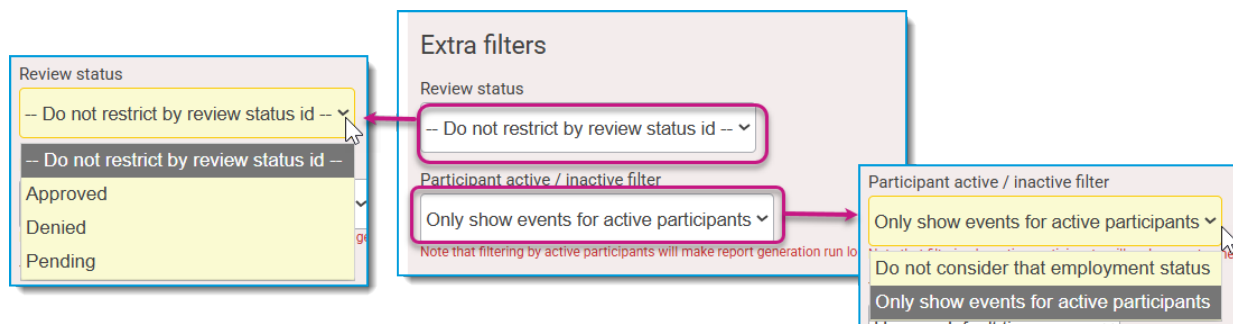 Review status
-- Do not restrict by review status id --
-- Do not restrict by review status id --
Approved
Denied
Pending
Extra filters
Review status
-- Do not restrict by review status id --
Participant active / inactive filter
Only show events for active participants
Note that filtering by active participants will make report generation run
Participant active / inactive filter
Only show events for active participants
Do not consider that employment status
Only show events for active participants